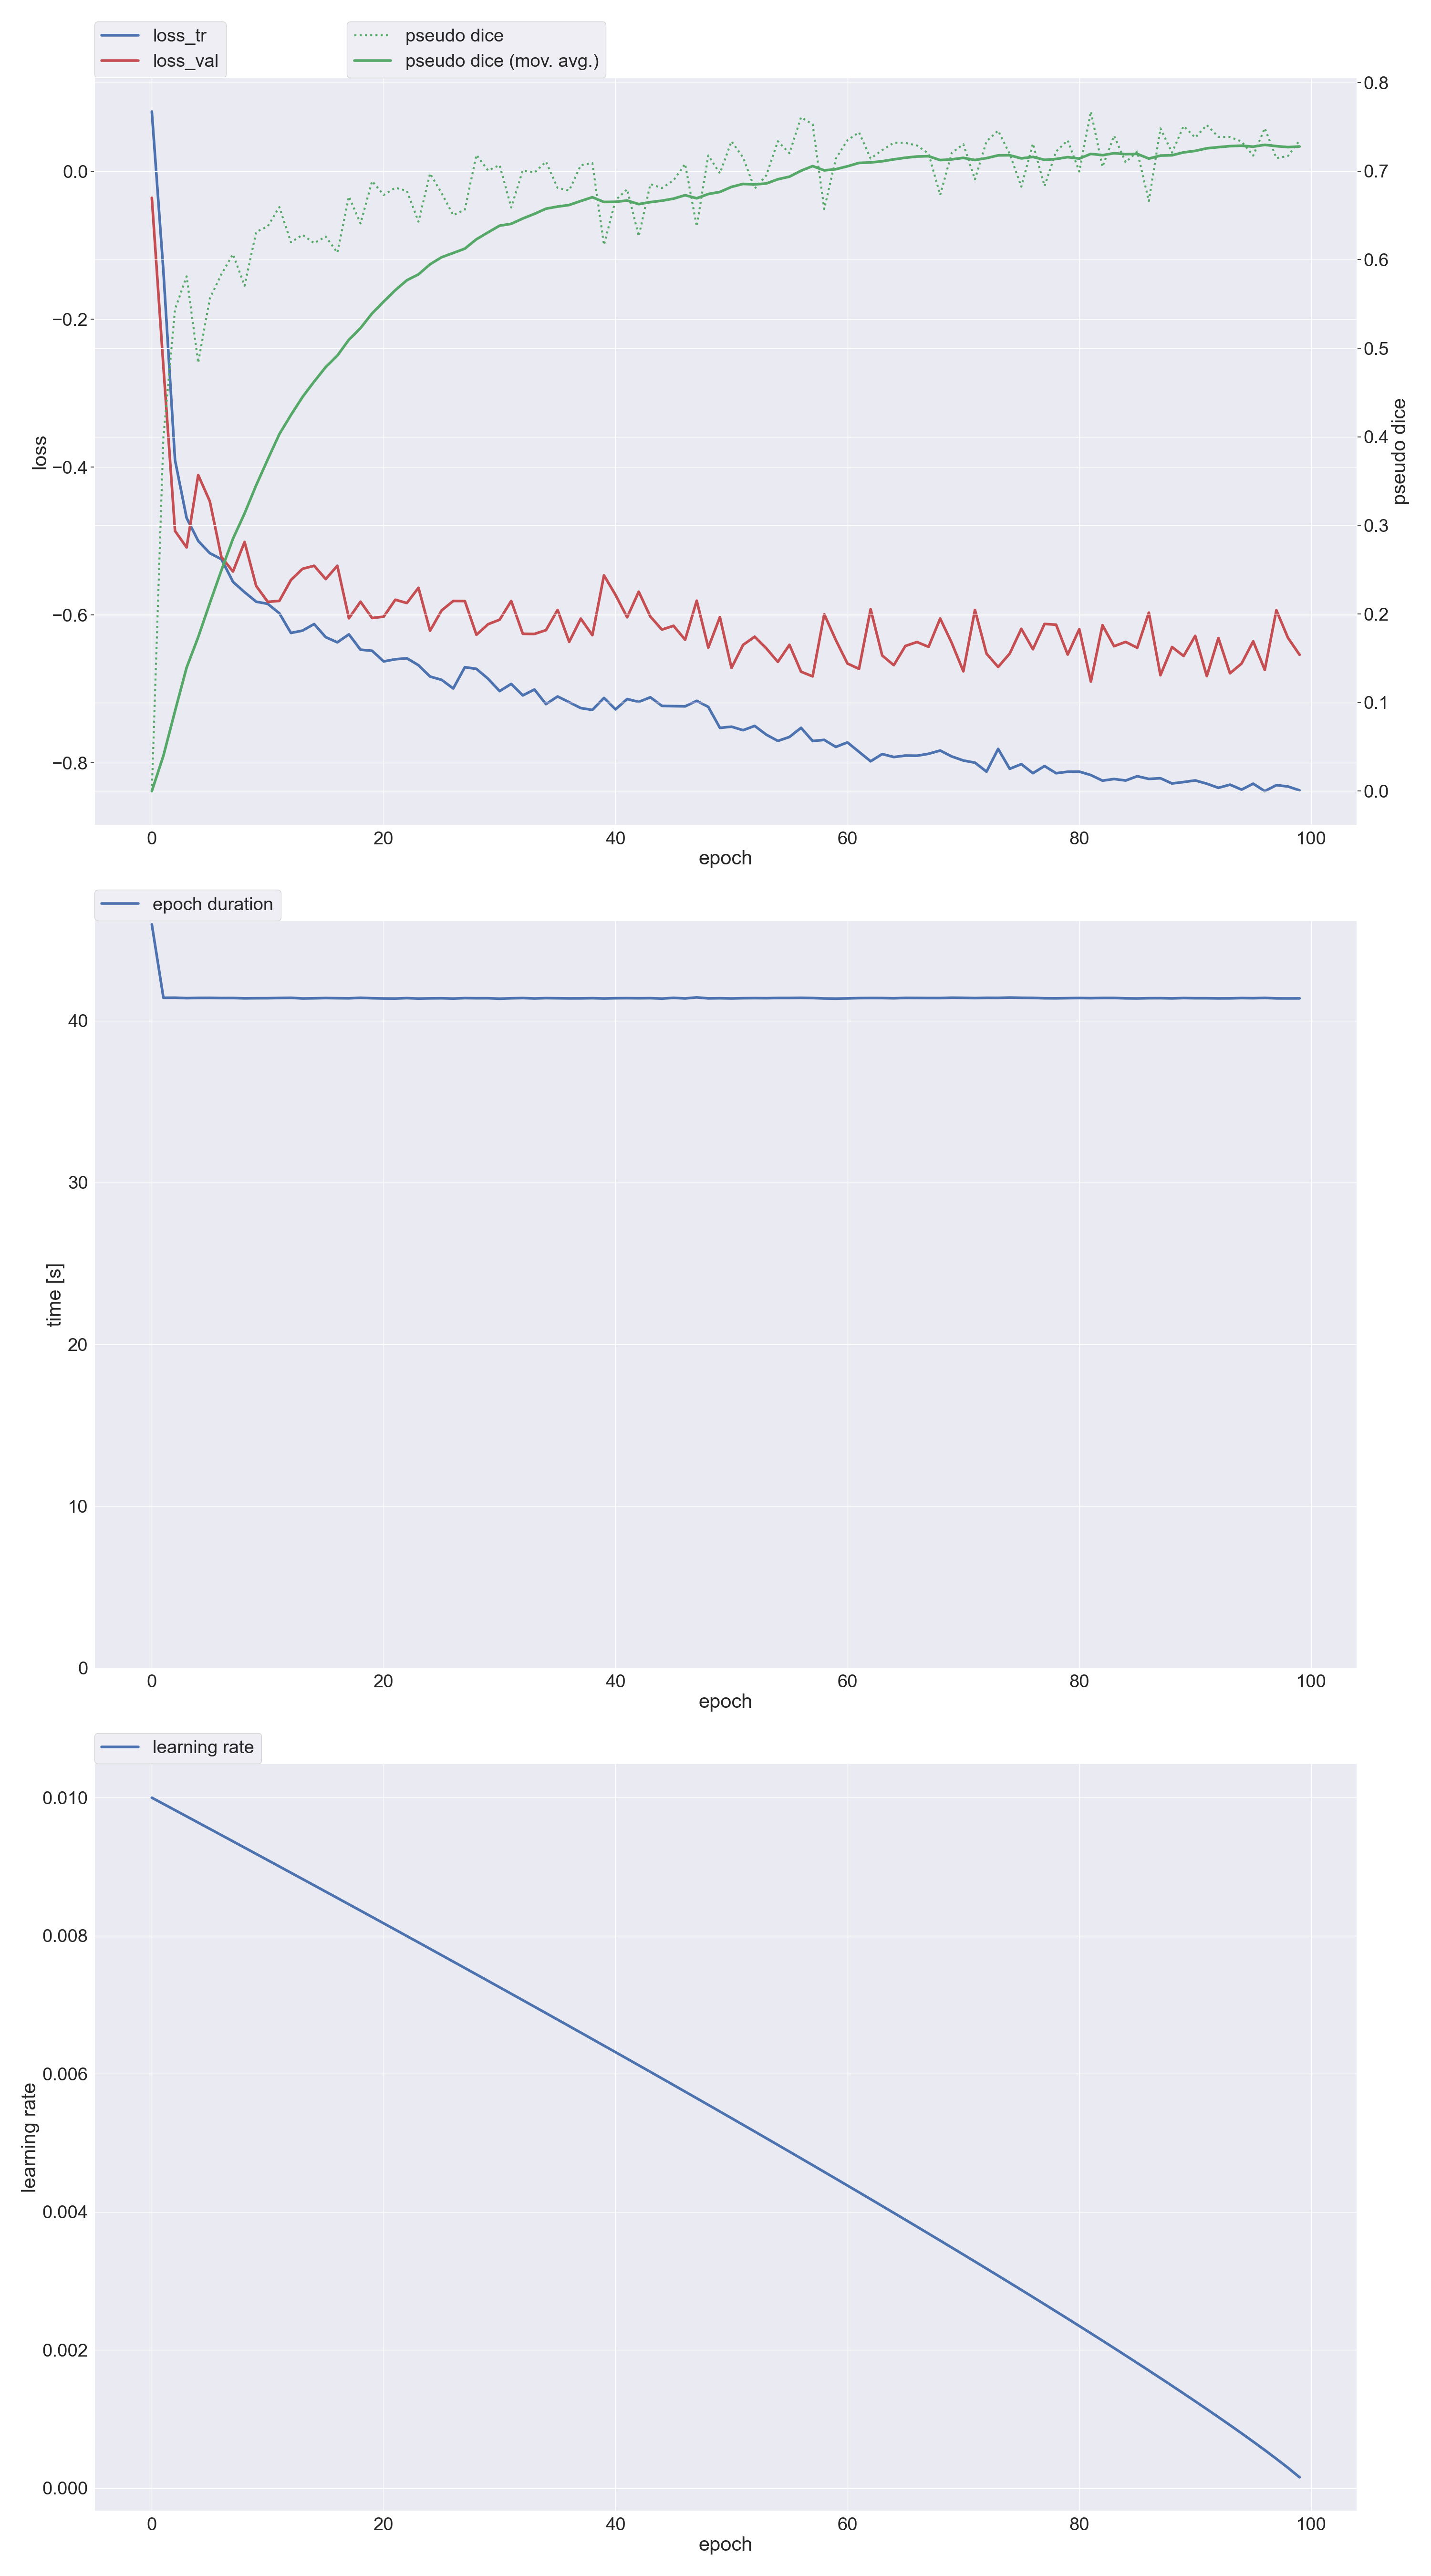 loss_tr
loss_val
pseudo dice
pseudo dice (mov. avg.)
0.0
−0.2
−0.4
−0.6
−0.8
loss
0.8
0.7
0.6
0.5
0.4
0.3
0.2
0.1
0.0
pseudo dice
0 20 40 60 80 100
epoch
epoch duration
40
30
20
10
0
time [s]
0 20 40 60 80 100
epoch
learning rate
0.010
0.008
0.006
0.004
0.002
0.000
learning rate
0 20 40 60 80 100
epoch